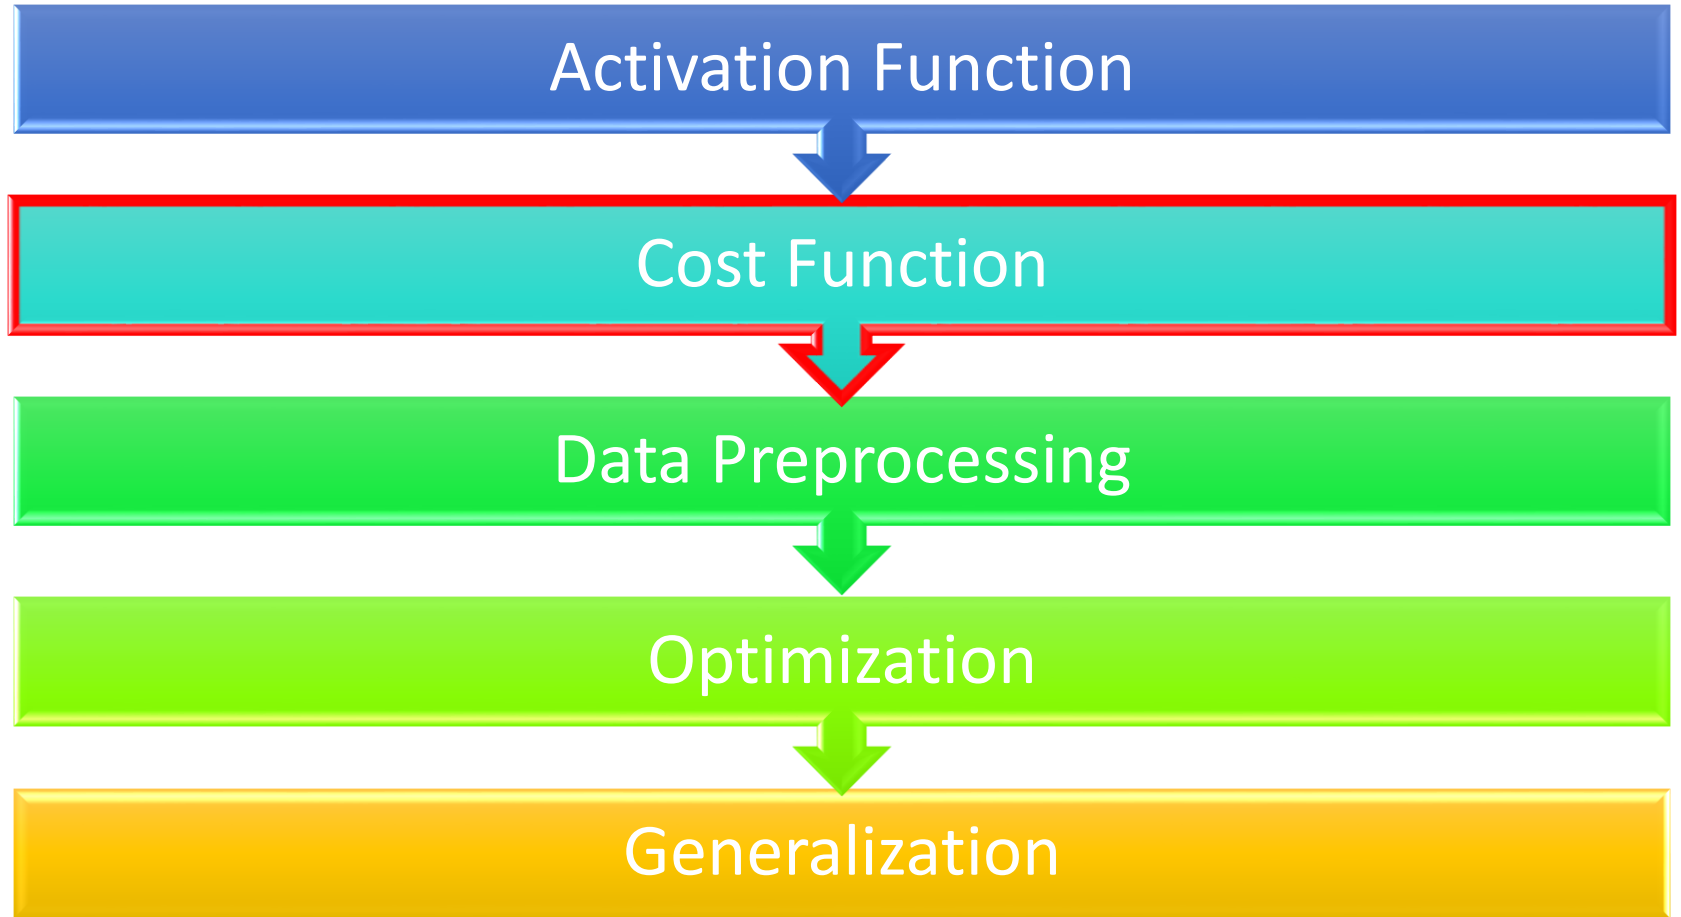 Activation Function
Cost Function
Data Preprocessing
Optimization
Generalization